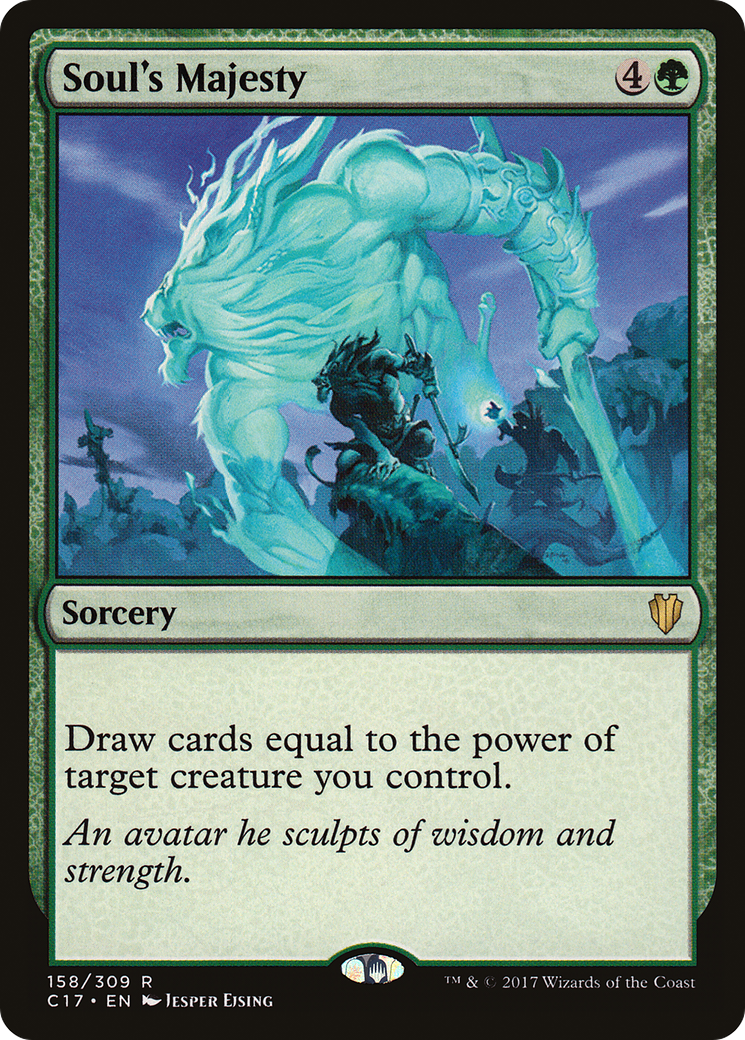 Soul's Majesty 4
Sorcery
Draw cards equal to the power of
target creature you control.
An avatar he sculpts of wisdom and
strength.
158/309 R
C17 • EN Jesper Ejsing
™ & © 2017 Wizards of the Coast